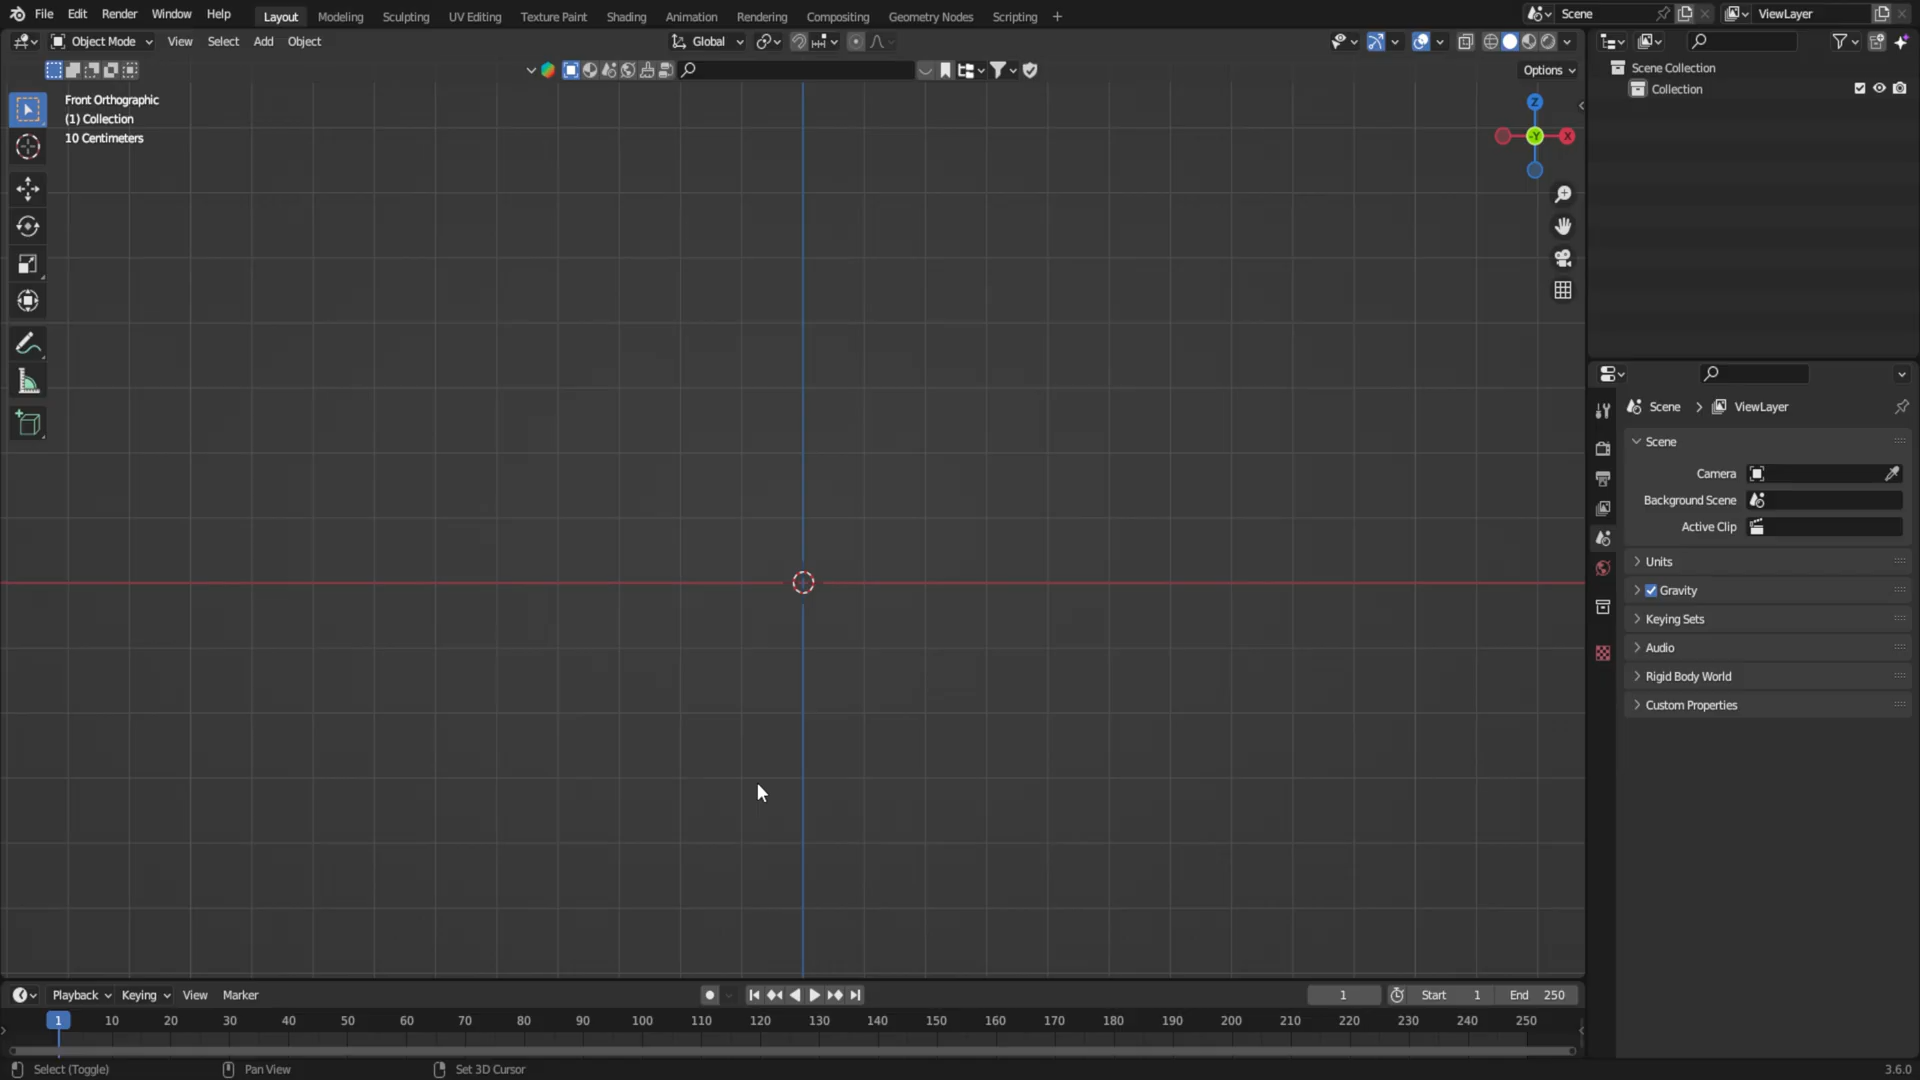 File Edit Render Window Help Layout Modeling Sculpting UV Editing Texture Paint Shading Animation Rendering Compositing Geometry Nodes Scripting + Scene ViewLayer
Object Mode View Select Add Object Global
Options
Front Orthographic
(1) Collection
10 Centimeters
Z
-Y
X
Scene Collection
Collection
Scene > ViewLayer
Scene
Camera
Background Scene
Active Clip
Units
Gravity
Keying Sets
Audio
Rigid Body World
Custom Properties
Playback Keying View Marker 1 Start 1 End 250
1 10 20 30 40 50 60 70 80 90 100 110 120 130 140 150 160 170 180 190 200 210 220 230 240 250
Select (Toggle) Pan View Set 3D Cursor 3.6.0